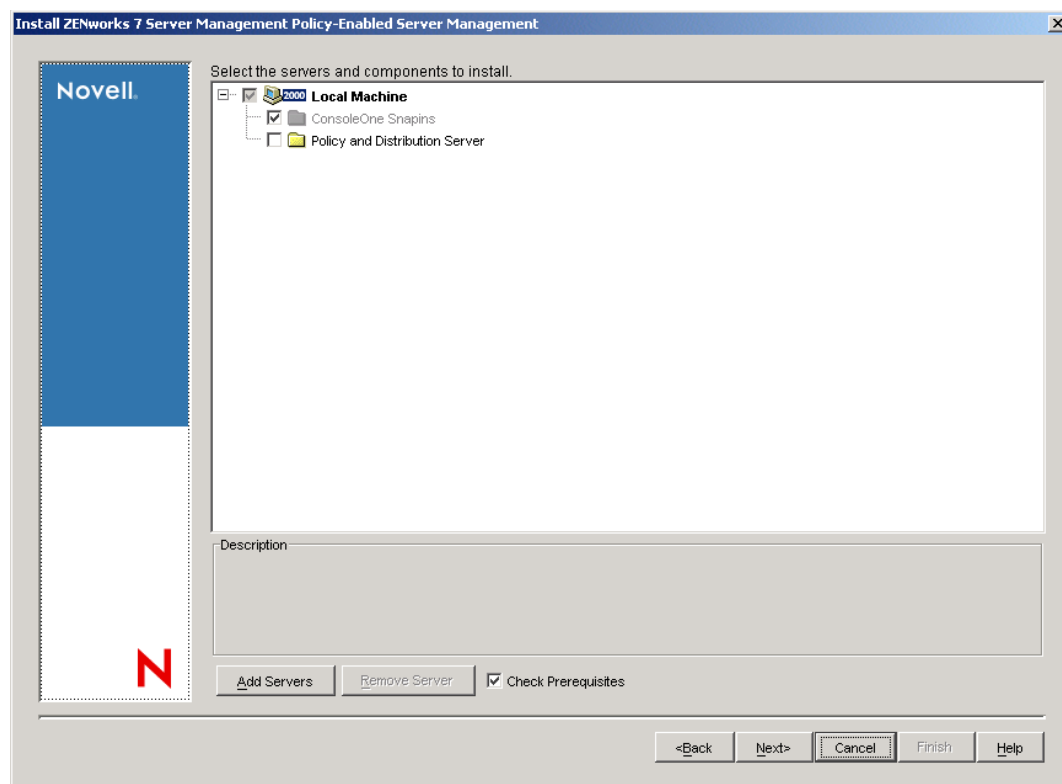 Install ZENworks 7 Server Management Policy-Enabled Server Management
Novell.
Select the servers and components to install.
2000 Local Machine
ConsoleOne Snapins
Policy and Distribution Server
Description
N
Add Servers Remove Server Check Prerequisites
<Back Next> Cancel Finish Help